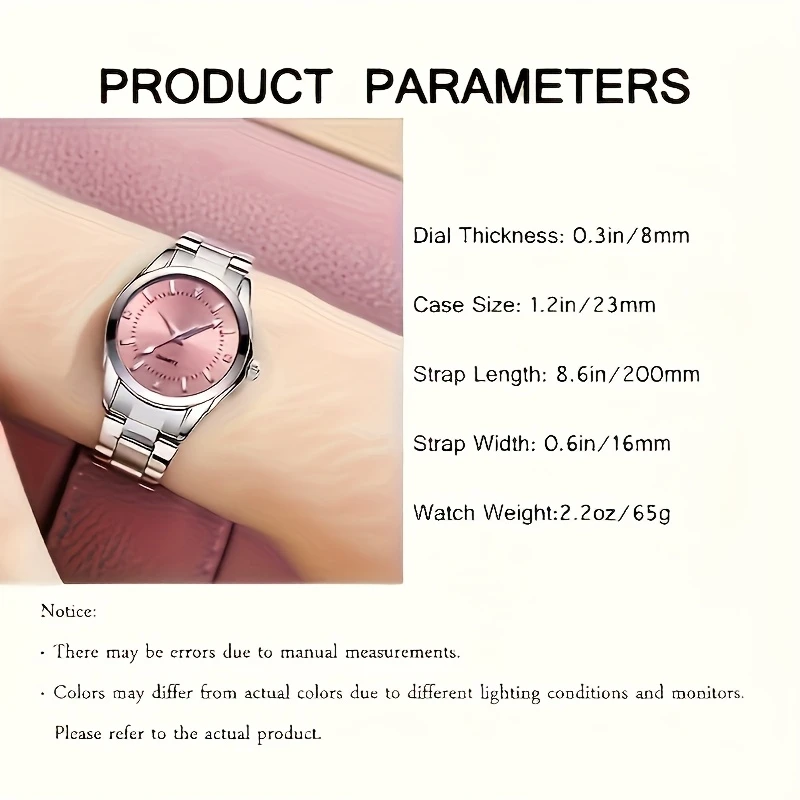 PRODUCT PARAMETERS
Dial Thickness: 0.3in/8mm
Case Size: 1.2in/23mm
Strap Length: 8.6in/200mm
Strap Width: 0.6in/16mm
Watch Weight:2.2oz/65g
Notice:
· There may be errors due to manual measurements.
· Colors may differ from actual colors due to different lighting conditions and monitors.
Please refer to the actual product.